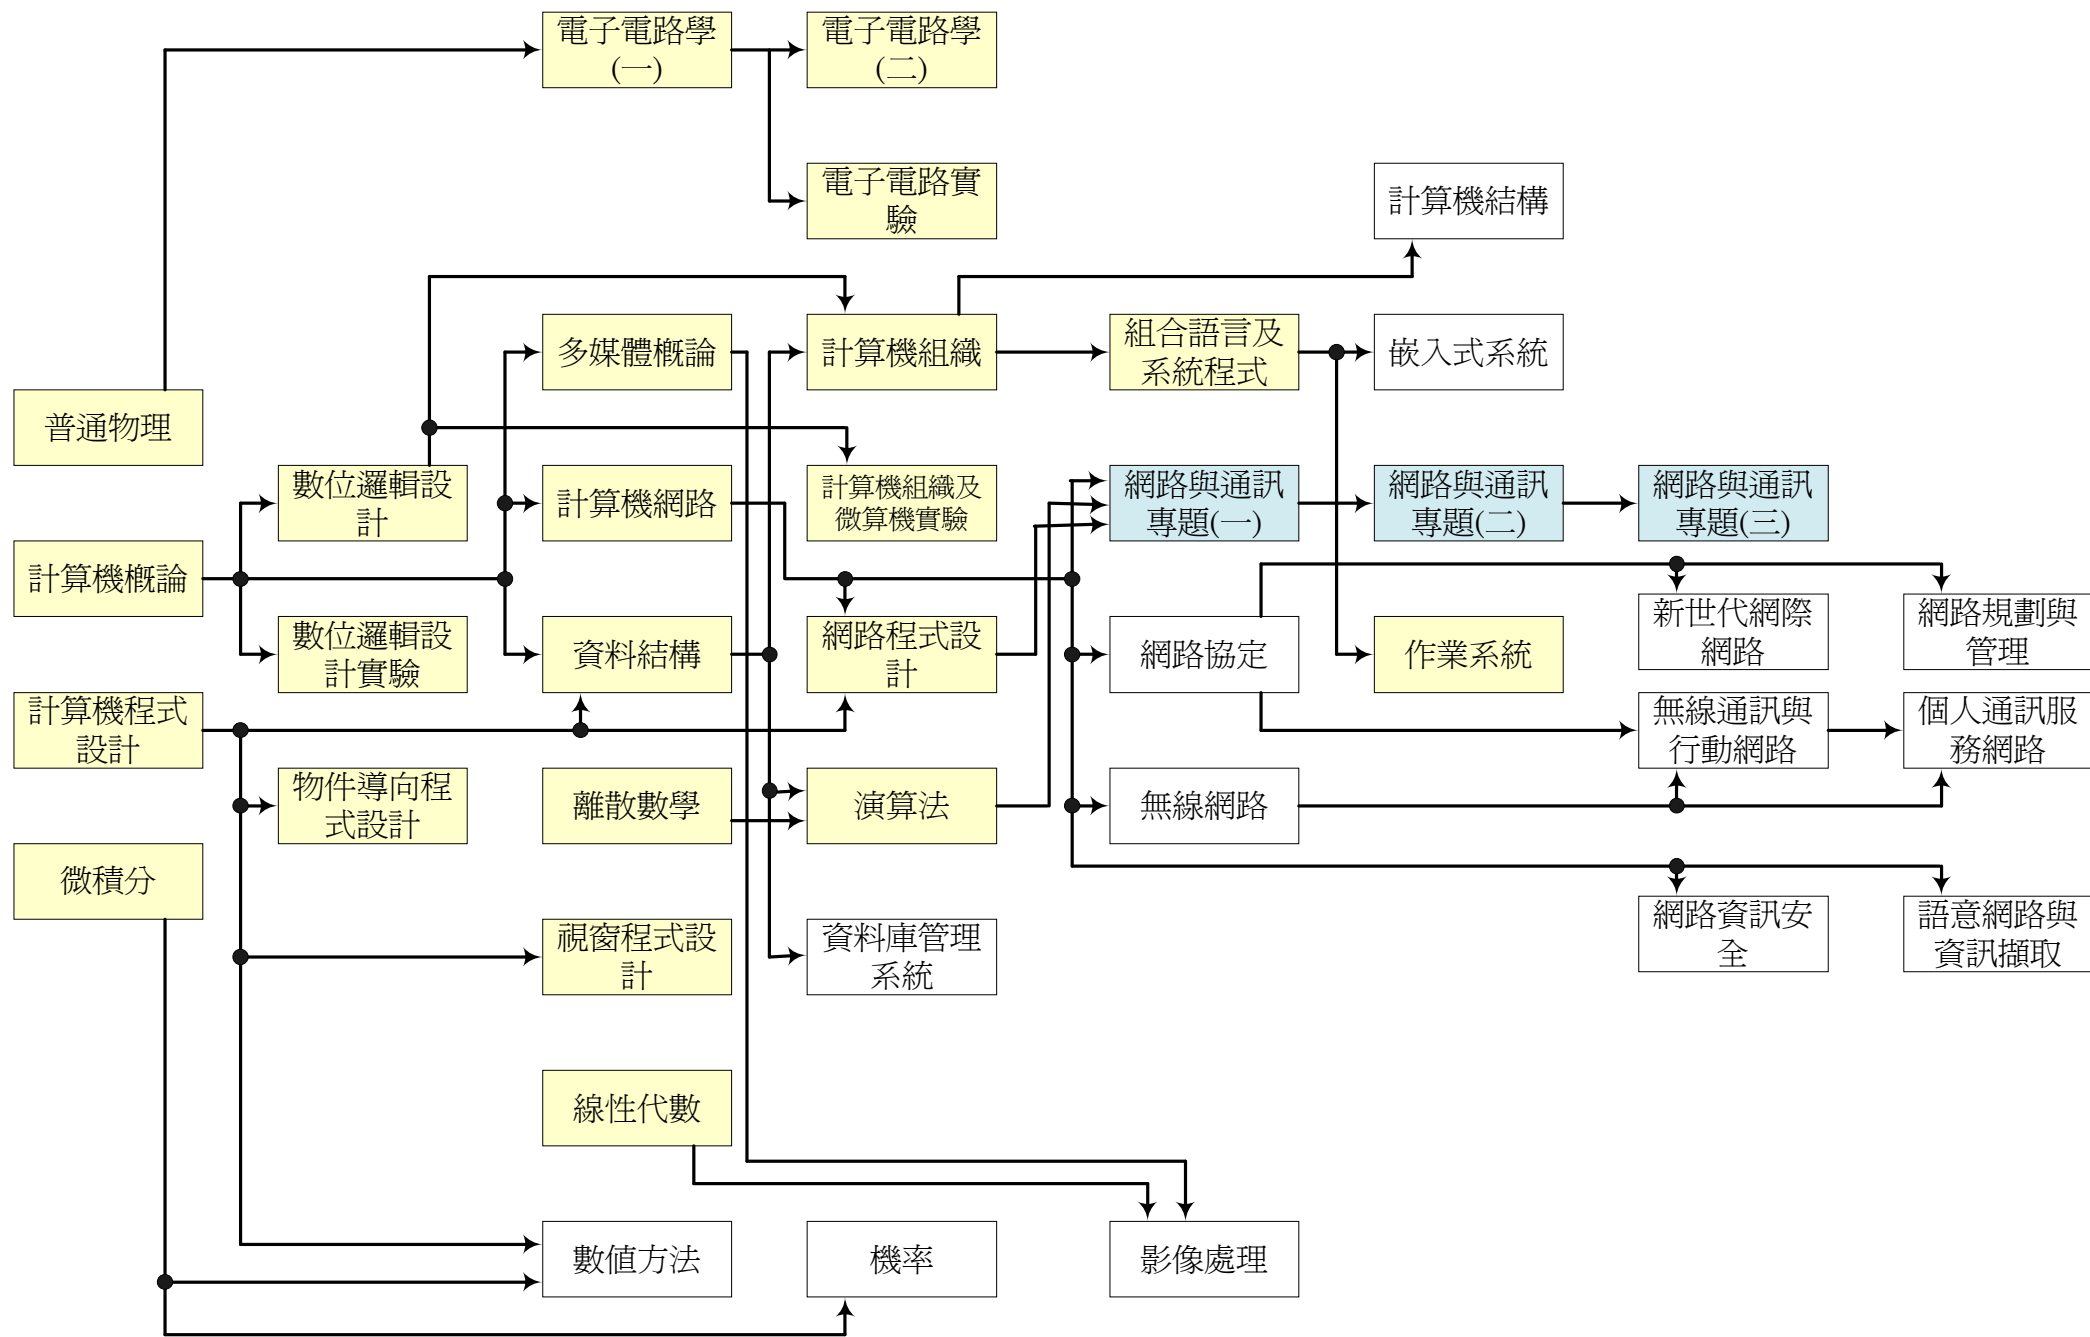 電子電路學
(一)
電子電路學
(二)
電子電路實
驗
計算機結構
多媒體概論
計算機組織
組合語言及
系統程式
嵌入式系統
普通物理
數位邏輯設
計
計算機網路
計算機組織及
微算機實驗
網路與通訊
專題(一)
網路與通訊
專題(二)
網路與通訊
專題(三)
計算機概論
數位邏輯設
計實驗
資料結構
網路程式設
計
網路協定
作業系統
新世代網際
網路
網路規劃與
管理
計算機程式
設計
無線通訊與
行動網路
個人通訊服
務網路
物件導向程
式設計
離散數學
演算法
無線網路
微積分
視窗程式設
計
資料庫管理
系統
網路資訊安
全
語意網路與
資訊擷取
線性代數
數值方法
機率
影像處理